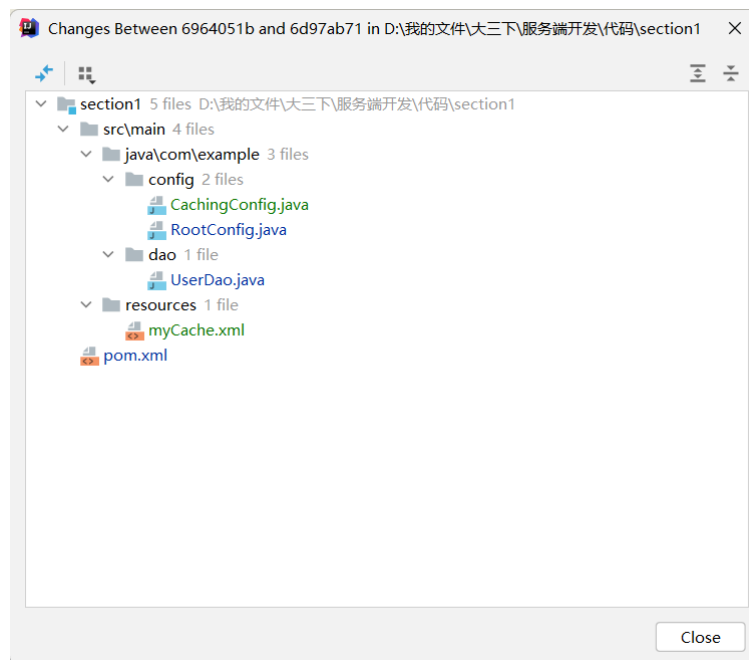 Changes Between 6964051b and 6d97ab71 in D:\我的文件\大三下\服务端开发\代码\section1
section1 5 files D:\我的文件\大三下\服务端开发\代码\section1
src\main 4 files
java\com\example 3 files
config 2 files
CachingConfig.java
RootConfig.java
dao 1 file
UserDao.java
resources 1 file
myCache.xml
pom.xml
Close